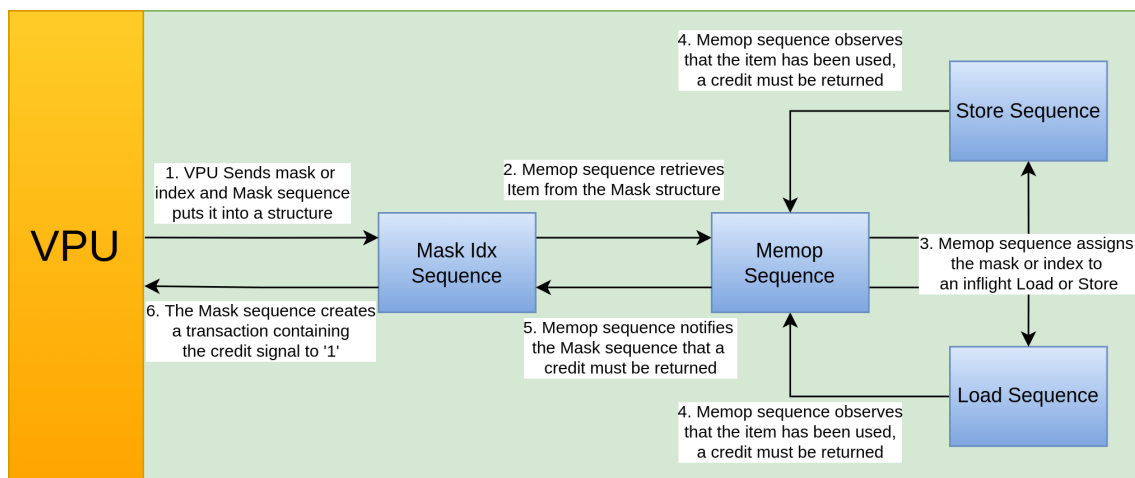 VPU
1. VPU Sends mask or
index and Mask sequence
puts it into a structure
Mask Idx
Sequence
6. The Mask sequence creates
a transaction containing
the credit signal to '1'
2. Memop sequence retrieves
Item from the Mask structure
5. Memop sequence notifies
the Mask sequence that a
credit must be returned
4. Memop sequence observes
that the item has been used,
a credit must be returned
Memop
Sequence
4. Memop sequence observes
that the item has been used,
a credit must be returned
Store Sequence
3. Memop sequence assigns
the mask or index to
an inflight Load or Store
Load Sequence